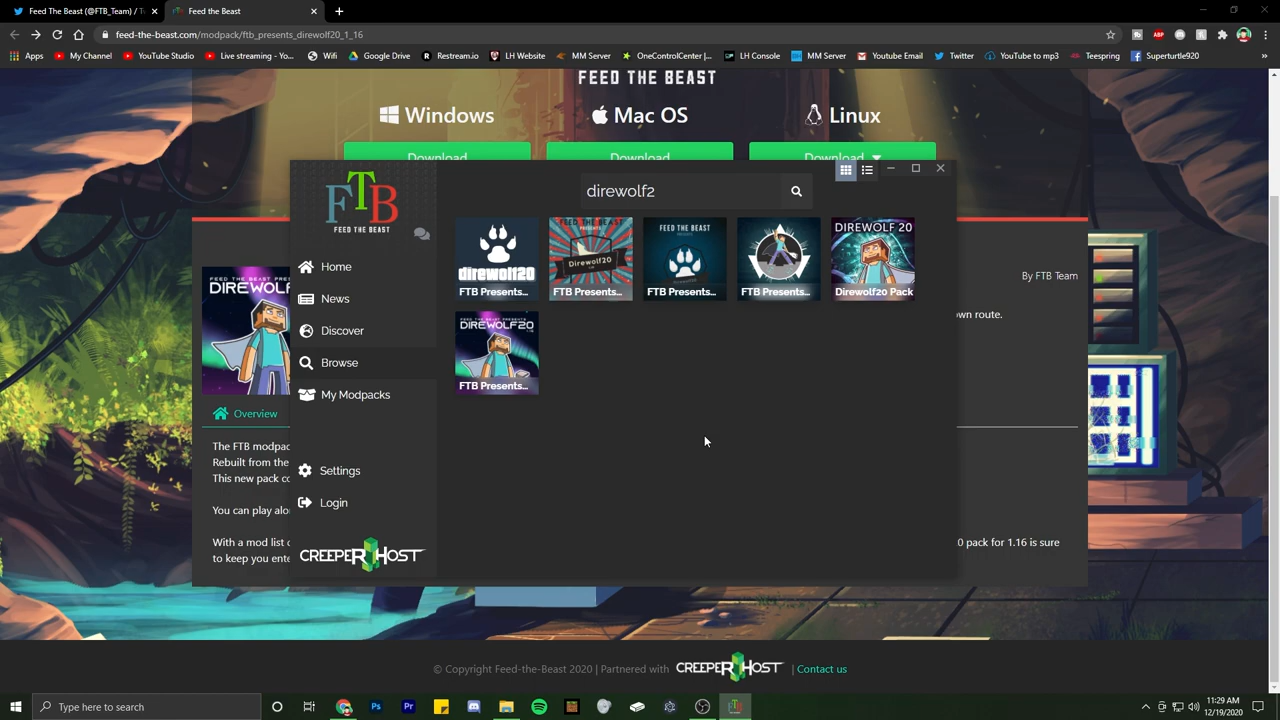 Feed The Beast (@FTB_Team) / Tw
Feed the Beast
feed-the-beast.com/modpack/ftb_presents_direwolf20_1_16
Apps
My Channel
YouTube Studio
Live streaming - Yo...
Wifi
Google Drive
Restream.io
LH Website
MM Server
OneControlCenter |...
LH Console
MM Server
Youtube Email
Twitter
YouTube to mp3
Teespring
Superturtle920
FEED THE BEAST
Windows
Mac OS
Linux
Download
Download
Download
FTB
FEED THE BEAST
direwolf2
Home
News
Discover
Browse
My Modpacks
Settings
Login
CREEPERHOST
direwolf20
FTB Presents...
FEED THE BEAST
PRESENTS
Direwolf20
FTB Presents...
FEED THE BEAST
FTB Presents...
FTB Presents...
DIREWOLF 20
Direwolf20 Pack
DIREWOLF20
FTB Presents...
By FTB Team
own route.
Overview
The FTB modpac
Rebuilt from the
This new pack co
You can play alo
With a mod list c
0 pack for 1.16 is sure
to keep you ente
© Copyright Feed-the-Beast 2020 | Partnered with CREEPERHOST | Contact us
Type here to search
11:29 AM
12/19/2020